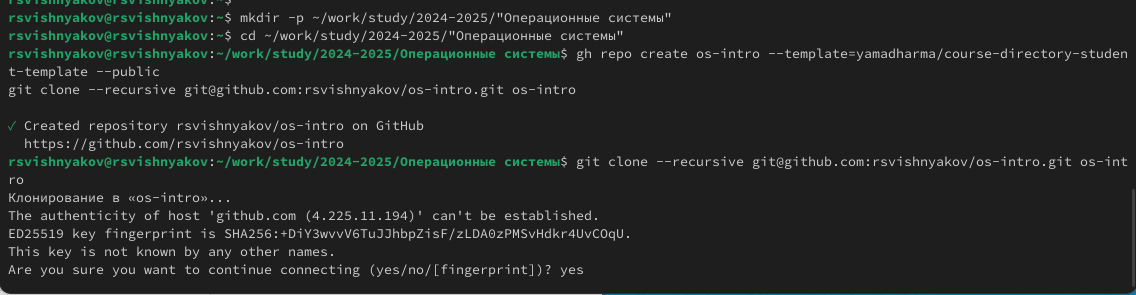 rsvishnyakov@rsvishnyakov:~$
rsvishnyakov@rsvishnyakov:~$ mkdir -p ~/work/study/2024-2025/"Операционные системы"
rsvishnyakov@rsvishnyakov:~$ cd ~/work/study/2024-2025/"Операционные системы"
rsvishnyakov@rsvishnyakov:~/work/study/2024-2025/Операционные системы$ gh repo create os-intro --template=yamadharma/course-directory-studen
t-template --public
git clone --recursive git@github.com:rsvishnyakov/os-intro.git os-intro
✓ Created repository rsvishnyakov/os-intro on GitHub
https://github.com/rsvishnyakov/os-intro
rsvishnyakov@rsvishnyakov:~/work/study/2024-2025/Операционные системы$ git clone --recursive git@github.com:rsvishnyakov/os-intro.git os-int
ro
Клонирование в «os-intro»...
The authenticity of host 'github.com (4.225.11.194)' can't be established.
ED25519 key fingerprint is SHA256:+DiY3wvvV6TuJJhbpZisF/zLDA0zPMSvHdkr4UvCOqU.
This key is not known by any other names.
Are you sure you want to continue connecting (yes/no/[fingerprint])? yes